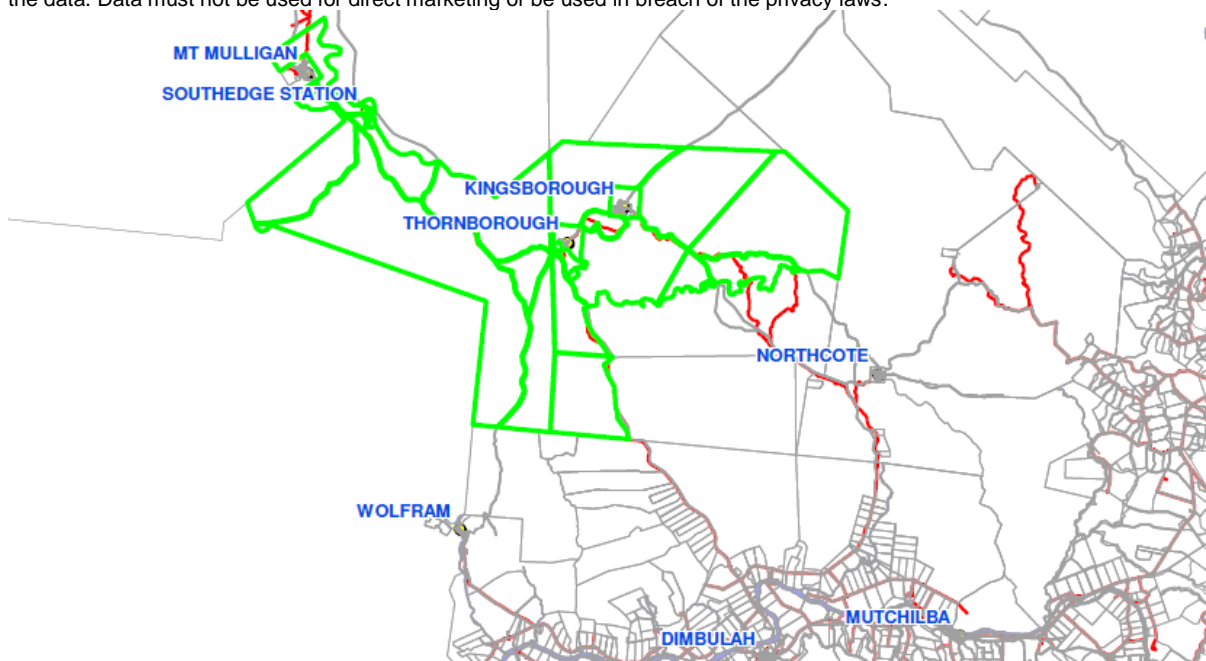 the data. Data must not be used for direct marketing or be used in breach of the privacy laws.
MT MULLIGAN
SOUTHEDGE STATION
KINGSBOROUGH
THORNBOROUGH
NORTHCOTE
WOLFRAM
MUTCHILBA
DIMBULAH